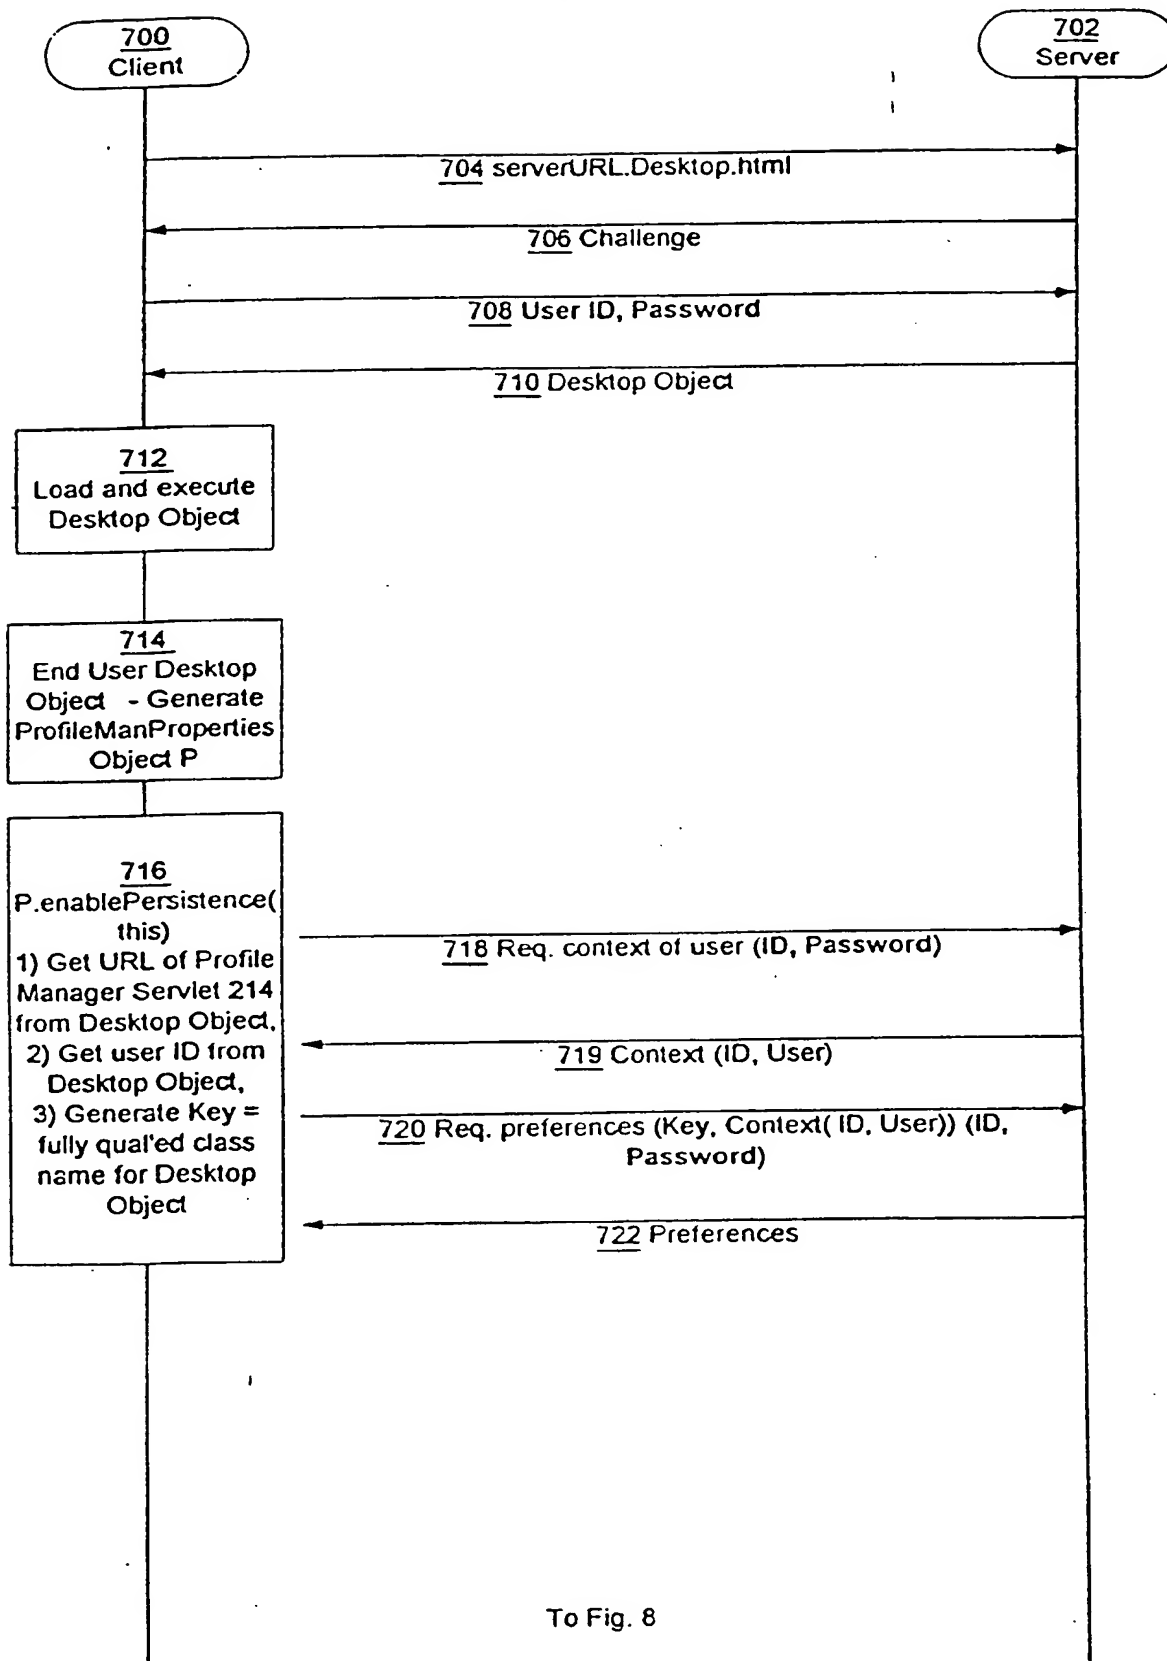 700
Client
702
Server
704 serverURL.Desktop.html
706 Challenge
708 User ID, Password
710 Desktop Object
712
Load and execute
Desktop Object
714
End User Desktop
Object - Generate
ProfileManProperties
Object P
716
P.enablePersistence(
this)
1) Get URL of Profile
Manager Servlet 214
from Desktop Object,
2) Get user ID from
Desktop Object,
3) Generate Key =
fully qual'ed class
name for Desktop
Object
718 Req. context of user (ID, Password)
719 Context (ID, User)
720 Req. preferences (Key, Context( ID, User)) (ID,
Password)
722 Preferences
To Fig. 8